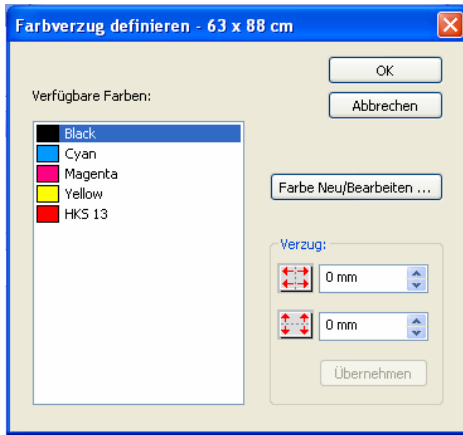 Farbverzug definieren - 63 x 88 cm
OK
Verfügbare Farben:
Abbrechen
Black
Cyan
Magenta
Yellow
HKS 13
Farbe Neu/Bearbeiten ...
Verzug:
0 mm
0 mm
Übernehmen